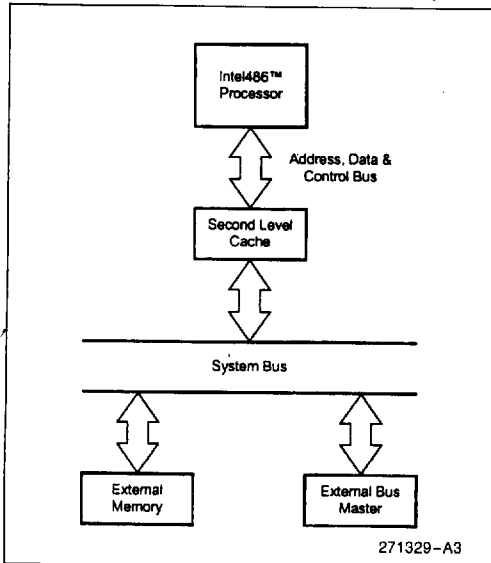 Intel486™
Processor
Address, Data &
Control Bus
Second Level
Cache
System Bus
External
Memory
External Bus
Master
271329-A3